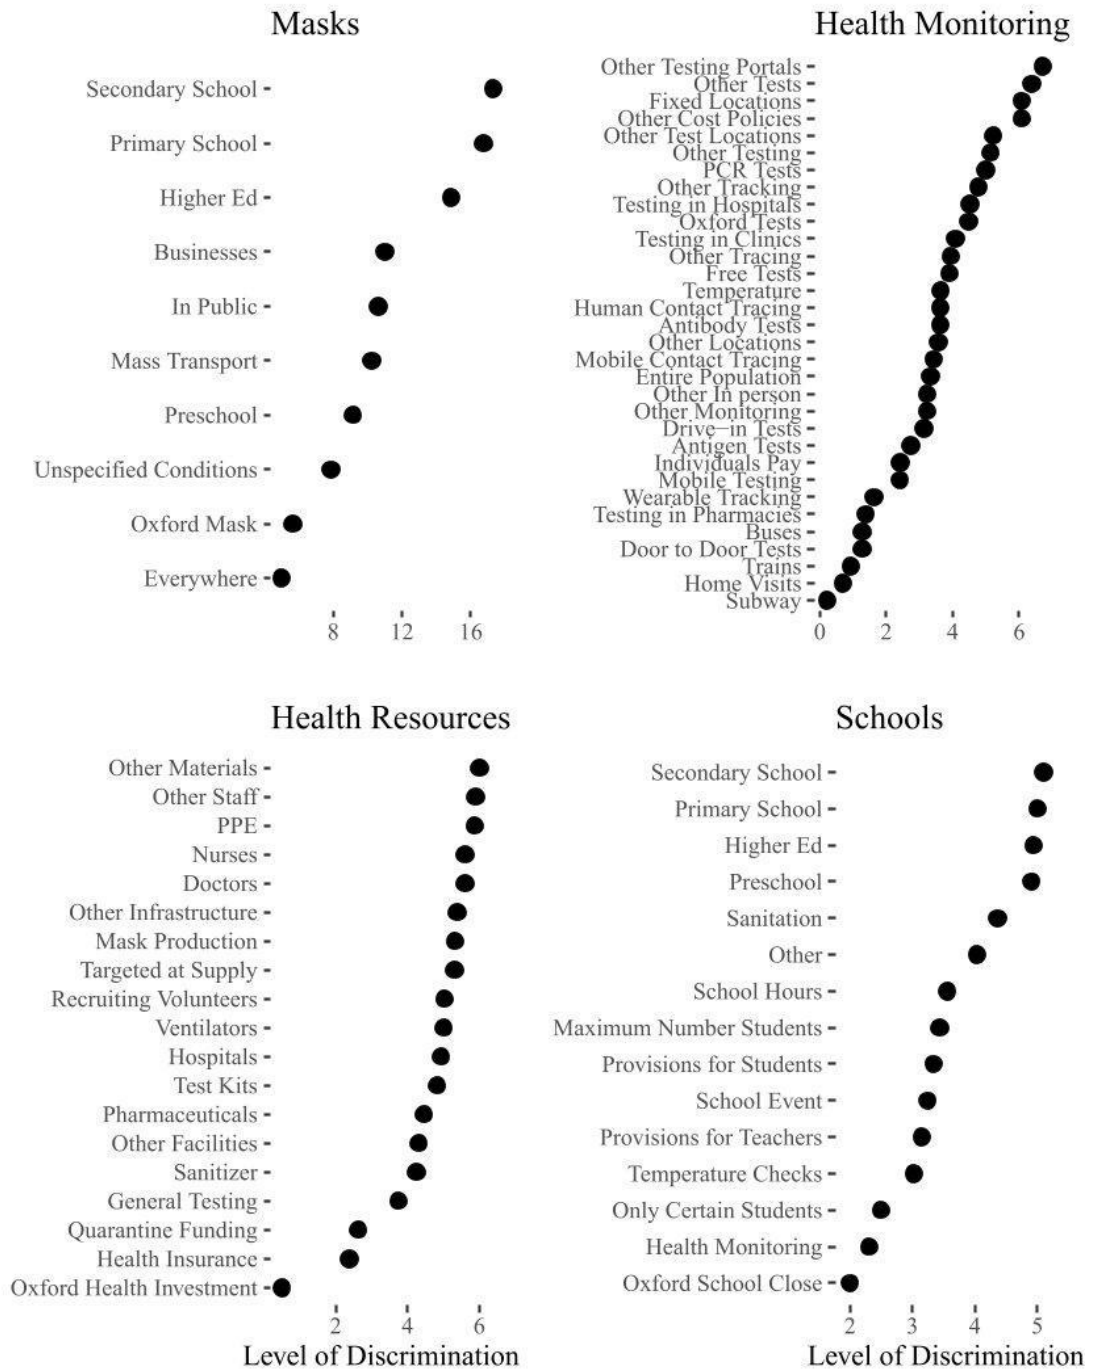 Masks
Secondary School
Primary School
Higher Ed
Businesses
In Public
Mass Transport
Preschool
Unspecified Conditions
Oxford Mask
Everywhere
8 12 16
Health Monitoring
Other Testing Portals
Other Tests
Fixed Locations
Other Cost Policies
Other Test Locations
Other Testing
PCR Tests
Other Tracking
Testing in Hospitals
Oxford Tests
Testing in Clinics
Other Tracing
Free Tests
Temperature
Human Contact Tracing
Antibody Tests
Other Locations
Mobile Contact Tracing
Entire Population
Other In person
Other Monitoring
Drive−in Tests
Antigen Tests
Individuals Pay
Mobile Testing
Wearable Tracking
Testing in Pharmacies
Buses
Door to Door Tests
Trains
Home Visits
Subway
0 2 4 6
Health Resources
Other Materials
Other Staff
PPE
Nurses
Doctors
Other Infrastructure
Mask Production
Targeted at Supply
Recruiting Volunteers
Ventilators
Hospitals
Test Kits
Pharmaceuticals
Other Facilities
Sanitizer
General Testing
Quarantine Funding
Health Insurance
Oxford Health Investment
2 4 6
Level of Discrimination
Schools
Secondary School
Primary School
Higher Ed
Preschool
Sanitation
Other
School Hours
Maximum Number Students
Provisions for Students
School Event
Provisions for Teachers
Temperature Checks
Only Certain Students
Health Monitoring
Oxford School Close
2 3 4 5
Level of Discrimination